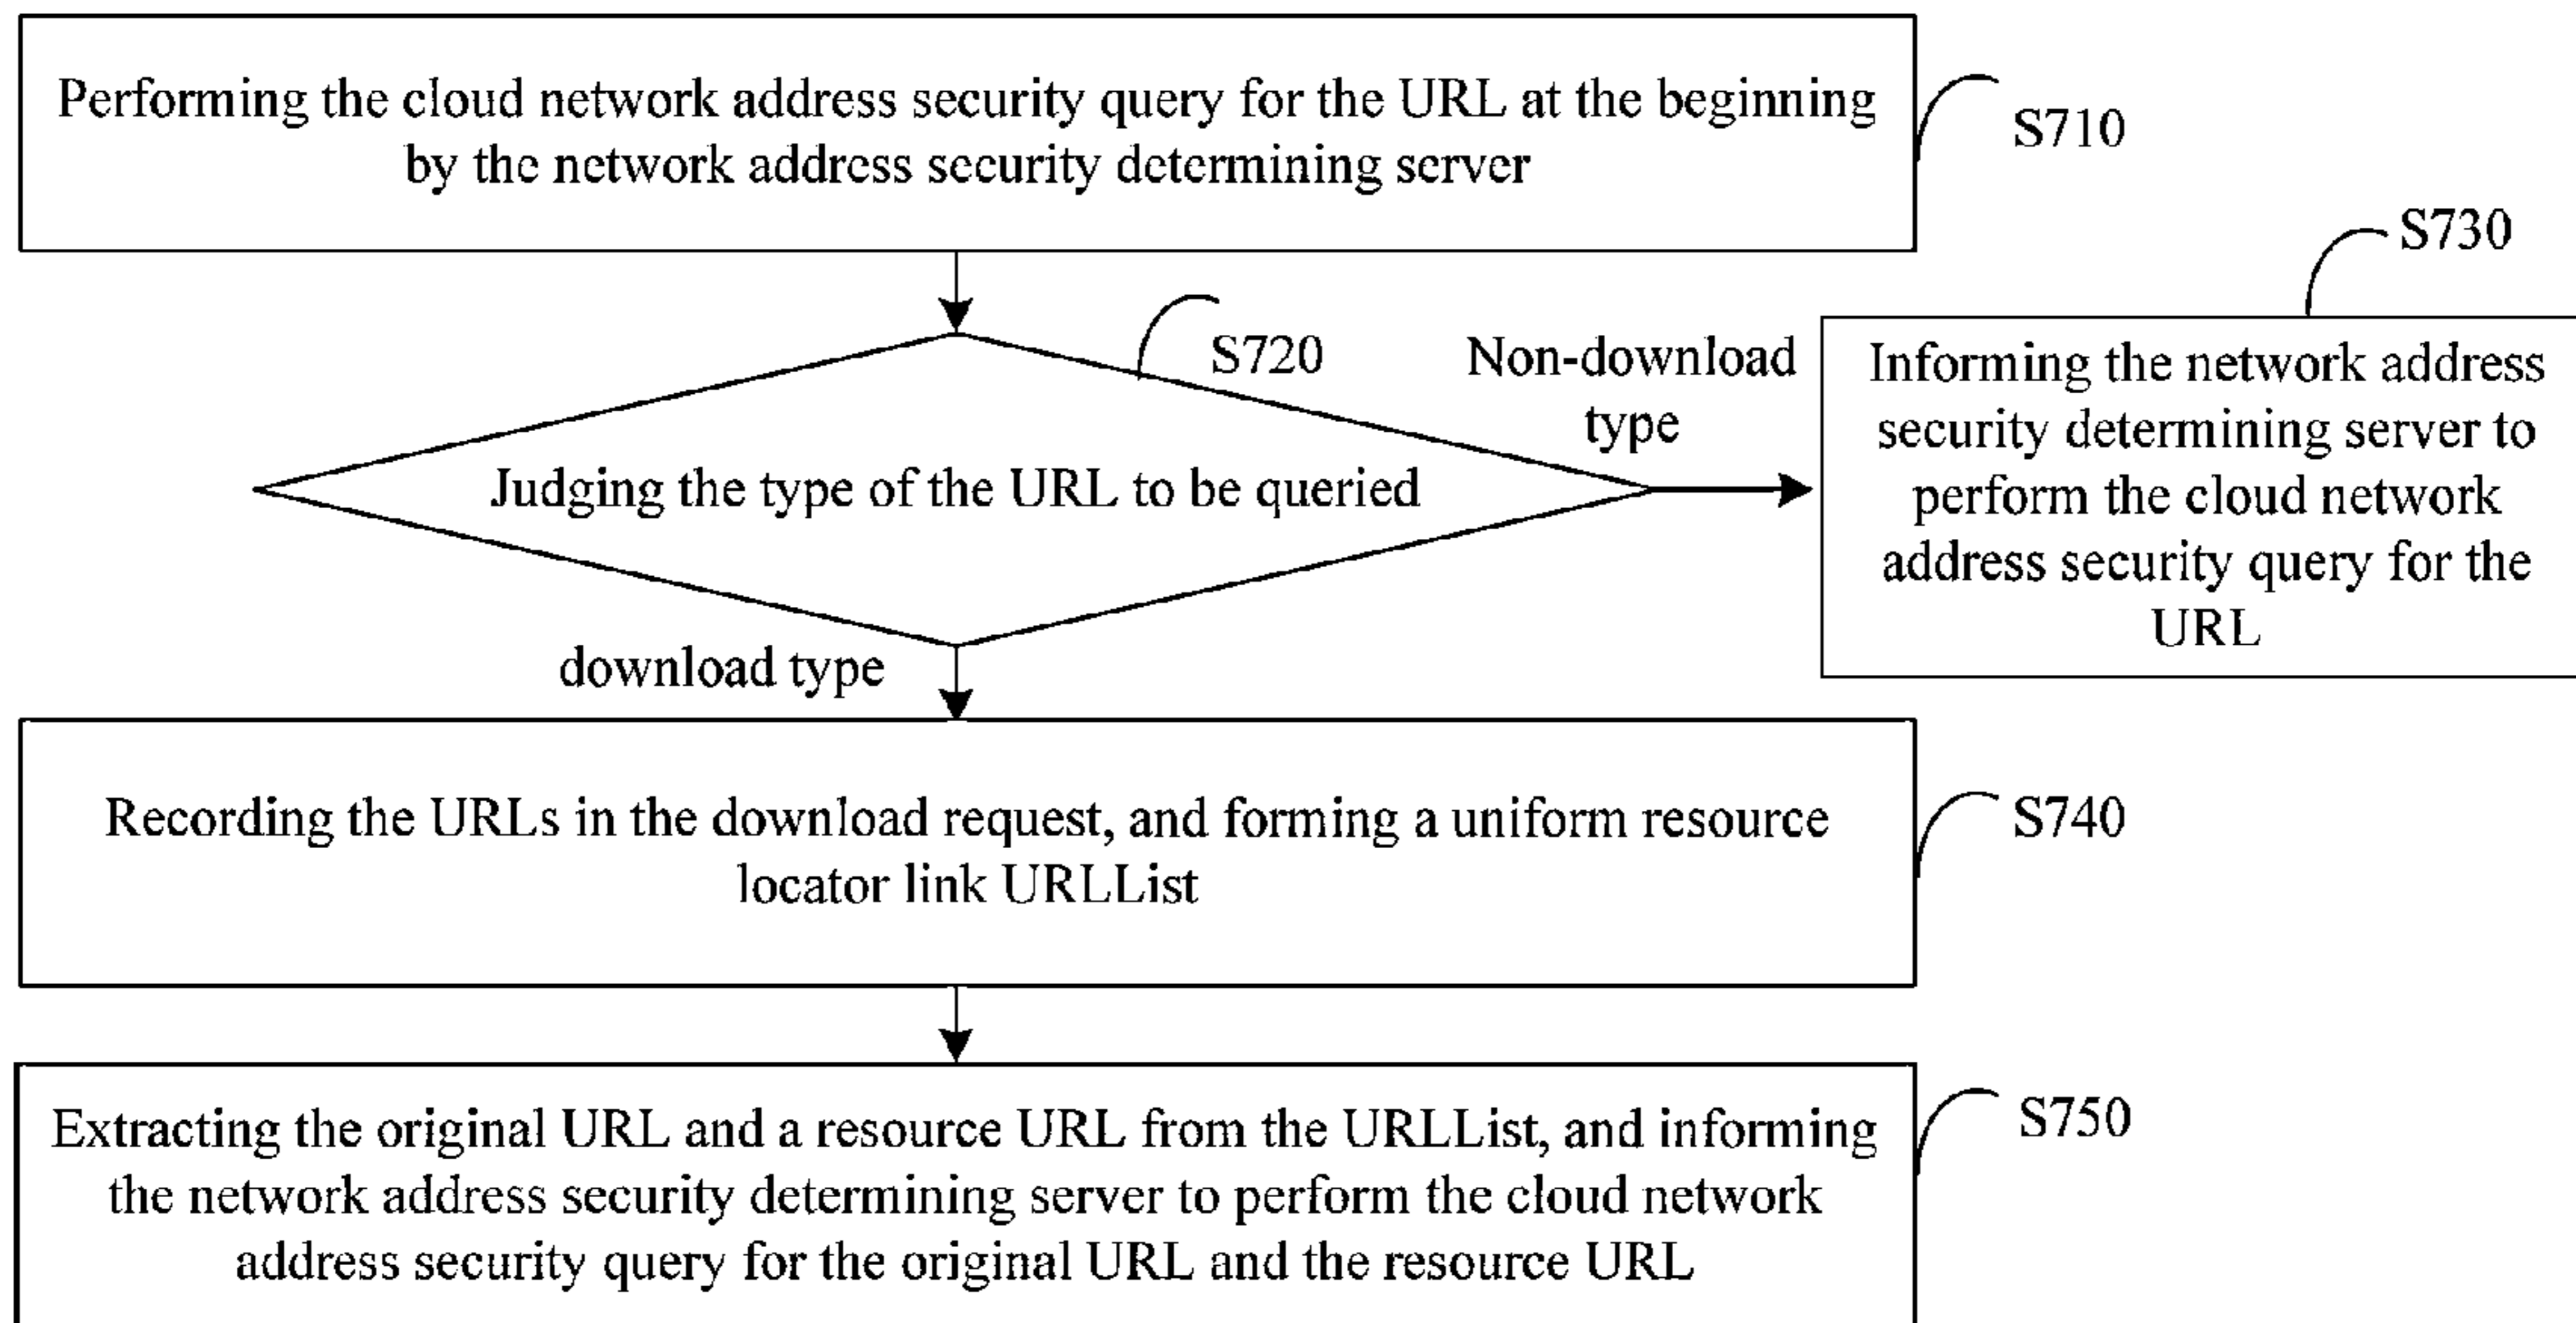 Performing the cloud network address security query for the URL at the beginning
by the network address security determining server
S710
S730
S720
Non-download
type
Informing the network address
security determining server to
perform the cloud network
address security query for the
URL
Judging the type of the URL to be queried
download type
Recording the URLs in the download request, and forming a uniform resource
locator link URLList
S740
Extracting the original URL and a resource URL from the URLList, and informing
the network address security determining server to perform the cloud network
address security query for the original URL and the resource URL
S750